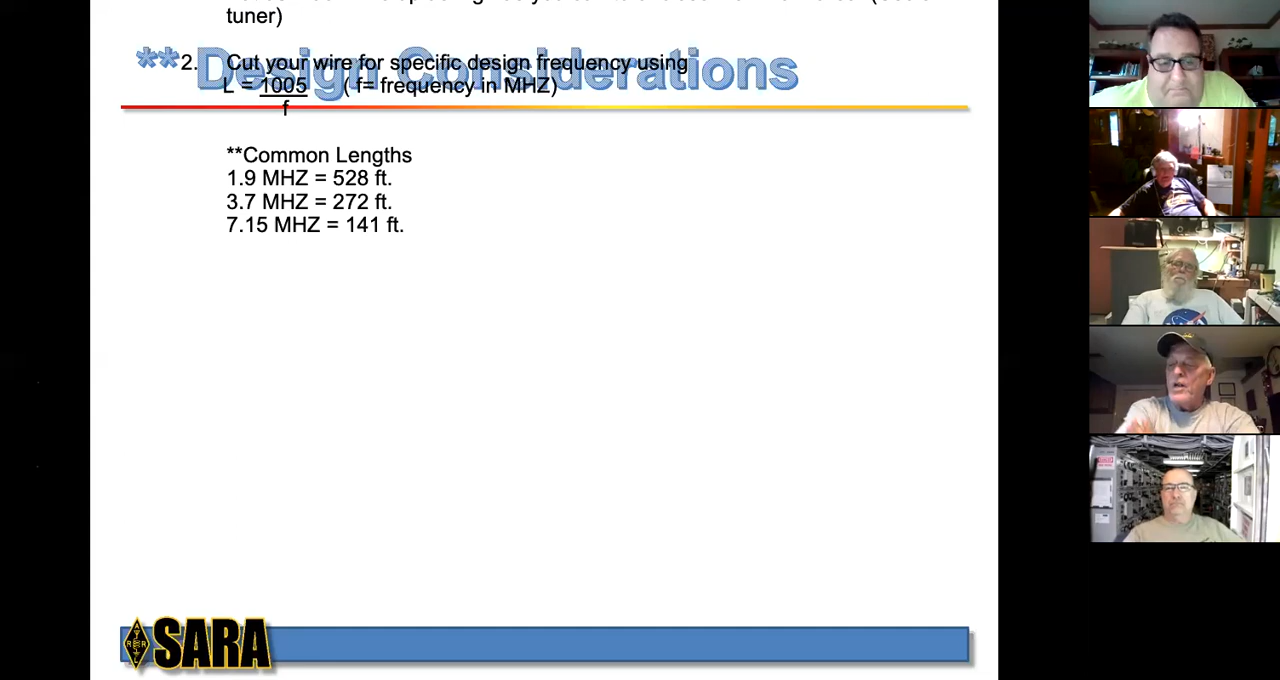 tuner)
** Design Considerations
2. Cut your wire for specific design frequency using
L = 1005 ( f= frequency in MHZ)
f
**Common Lengths
1.9 MHZ = 528 ft.
3.7 MHZ = 272 ft.
7.15 MHZ = 141 ft.
SARA